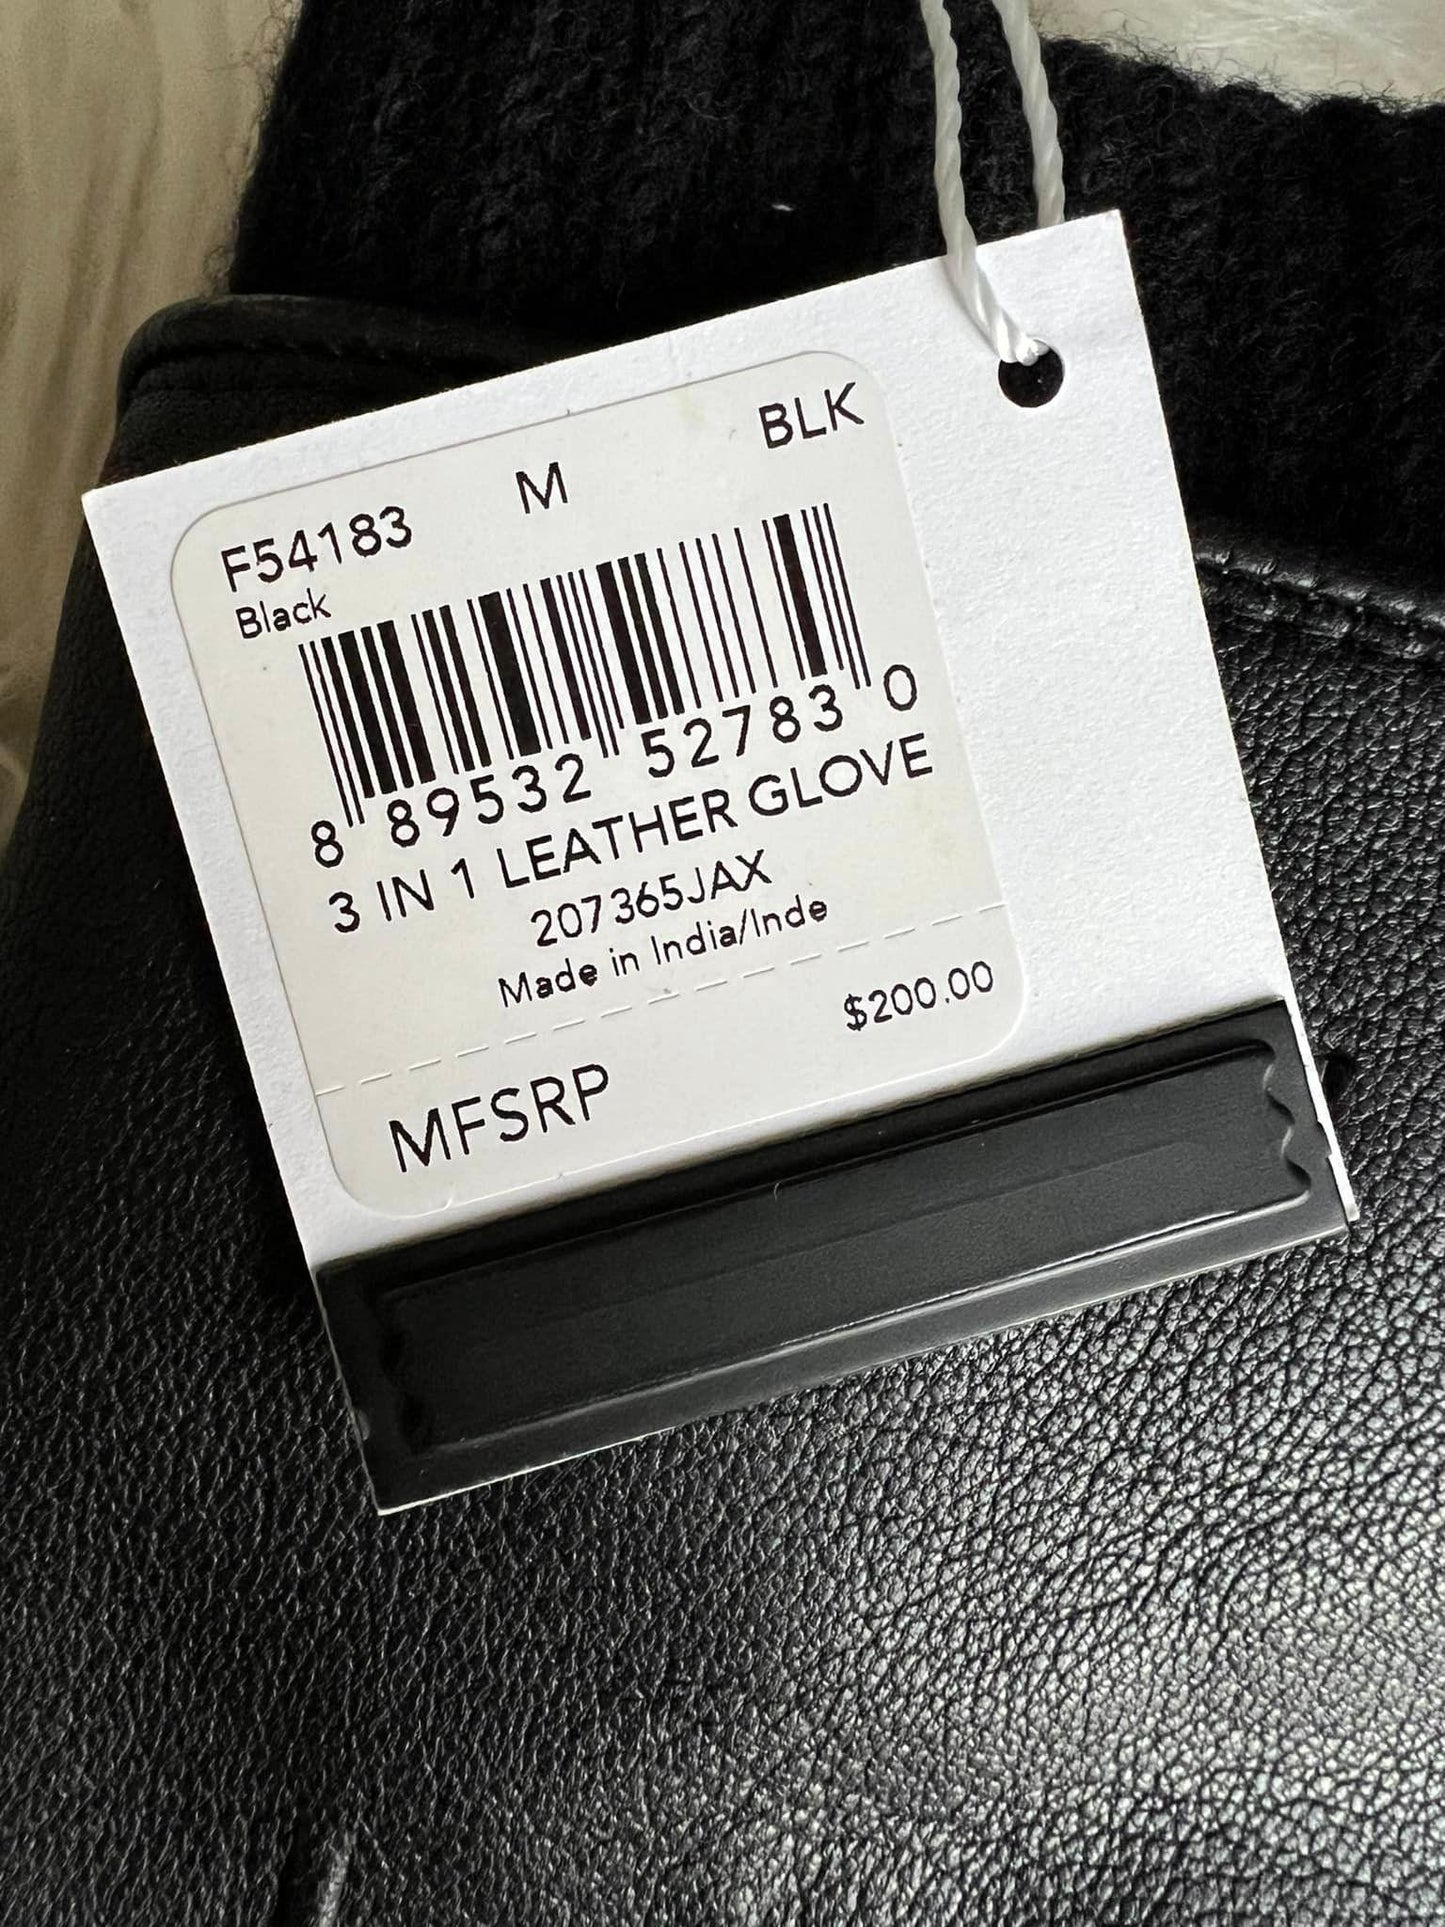 BLK
M
F54183
Black
8 89532 52783 0
3 IN 1 LEATHER GLOVE
207365JAX
Made in India/Inde
$200.00
MFSRP